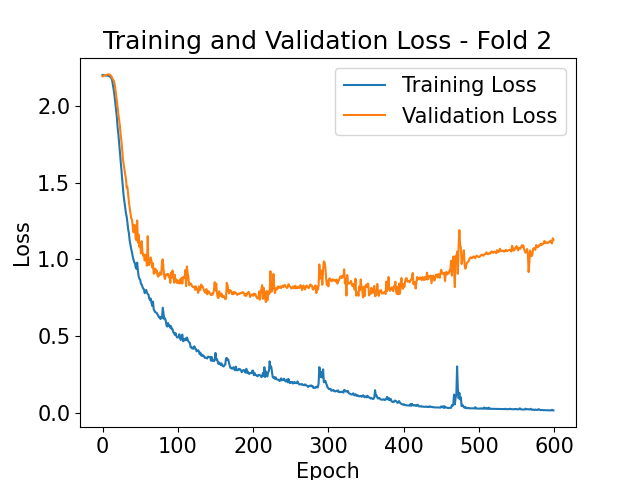 Training and Validation Loss - Fold 2
Training Loss
Validation Loss
2.0
1.5
1.0
0.5
0.0
Loss
0 100 200 300 400 500 600
Epoch